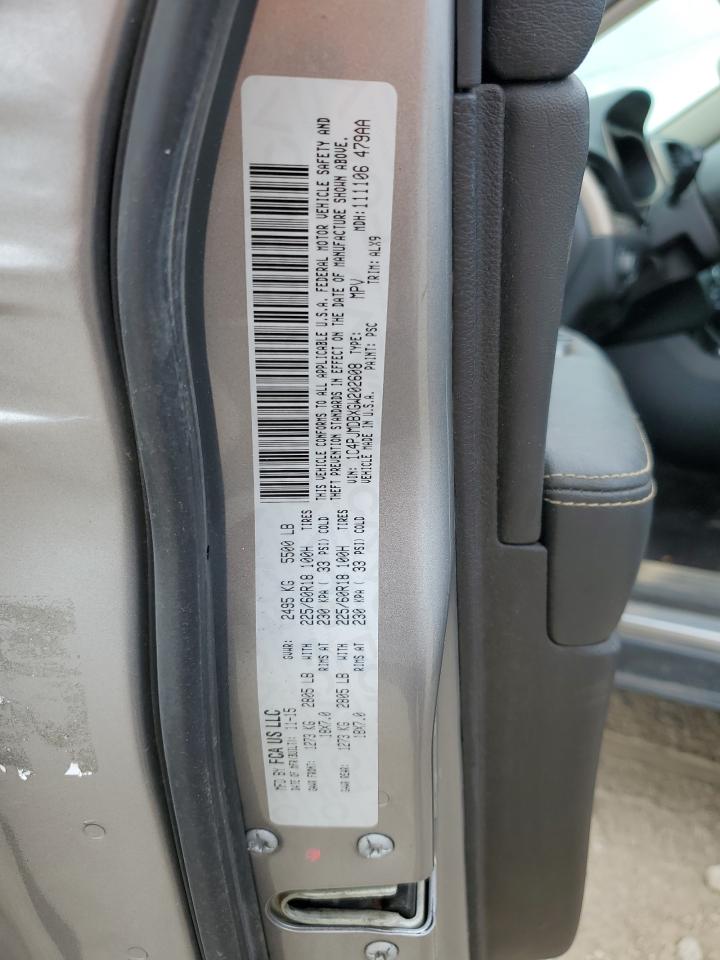 MFD BY FCA US LLC
DATE OF MFR(BUILT): 11-15
GVWR: 2495 KG 5500 LB
GAWR FRONT: 1273 KG 2805 LB WITH 225/60R18 100H TIRES
18X7.0 RIMS AT 230 KPA ( 33 PSI) COLD
GAWR REAR: 1273 KG 2805 LB WITH 225/60R18 100H TIRES
18X7.0 RIMS AT 230 KPA ( 33 PSI) COLD
THIS VEHICLE CONFORMS TO ALL APPLICABLE U.S.A. FEDERAL MOTOR VEHICLE SAFETY AND
THEFT PREVENTION STANDARDS IN EFFECT ON THE DATE OF MANUFACTURE SHOWN ABOVE.
VIN: 1C4PJMDBXGW202608 TYPE: MPV MDH: 111106 479AA
VEHICLE MADE IN U.S.A. PAINT: PSC TRIM: ALX9